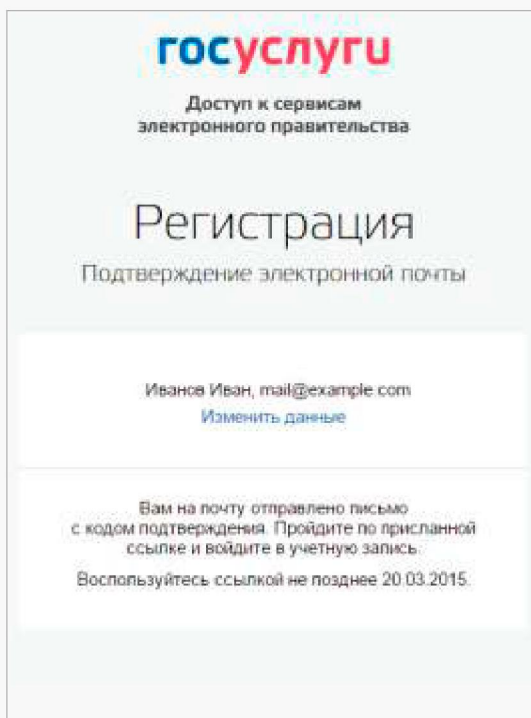 госуслуги
Доступ к сервисам
электронного правительства
Регистрация
Подтверждение электронной почты
Иванов Иван, mail@example.com
Изменить данные
Вам на почту отправлено письмо
с кодом подтверждения. Пройдите по присланной
ссылке и войдите в учетную запись.
Воспользуйтесь ссылкой не позднее 20.03.2015.